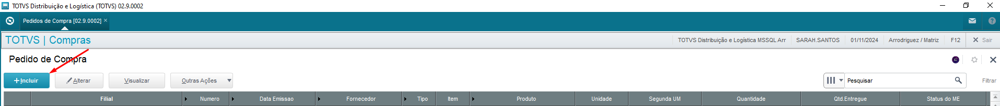 TOTVS Distribuição e Logística (TOTVS) 02.9.0002
Pedidos de Compra [02.9.0002] ×
TOTVS | Compras
TOTVS Distribuição e Logística MSSQL Arr SARAH.SANTOS 01/11/2024 Arrodriguez / Matriz F12 Sair
Pedido de Compra
+Incluir Alterar Visualizar Outras Ações Pesquisar Filtrar
Filial Numero Data Emissao Fornecedor Tipo Item Produto Unidade Segunda UM Quantidade Qtd.Entregue Status do ME